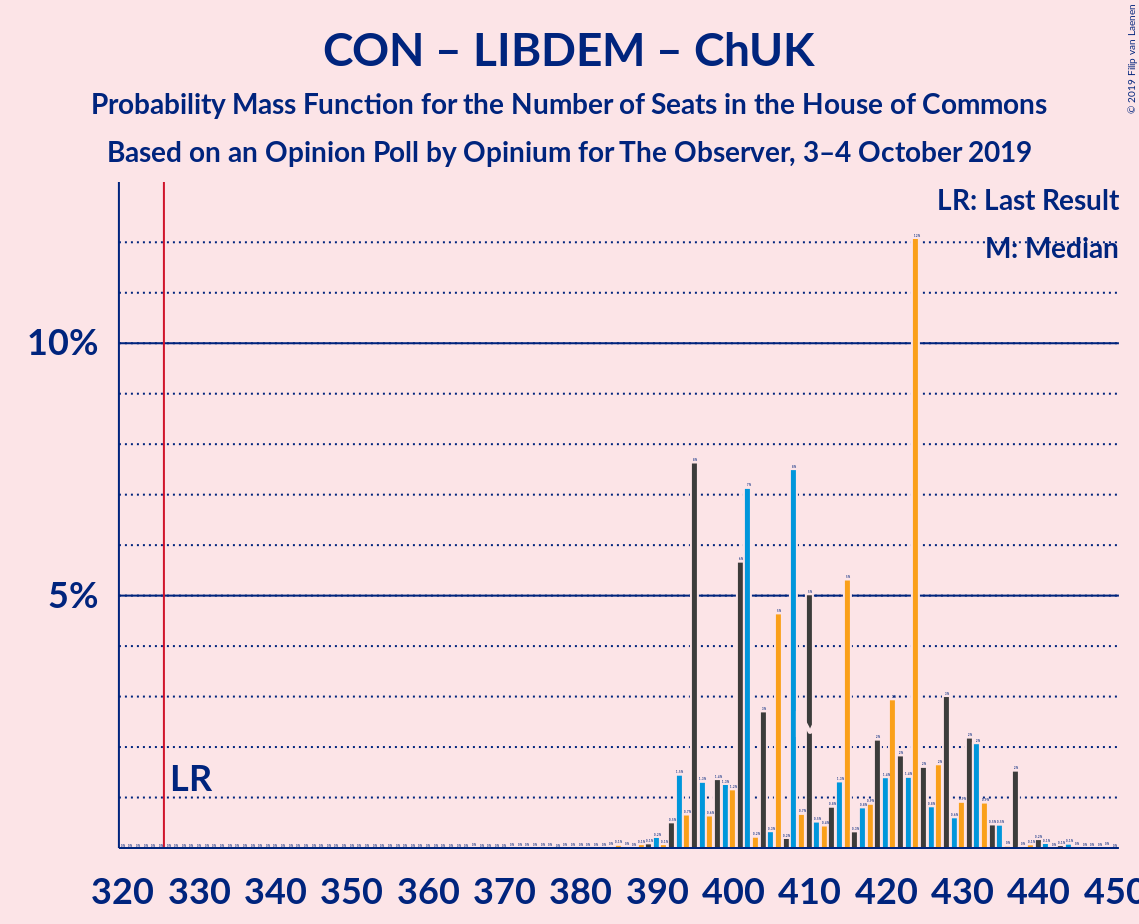 CON – LIBDEM – ChUK
Probability Mass Function for the Number of Seats in the House of Commons
Based on an Opinion Poll by Opinium for The Observer, 3–4 October 2019
© 2019 Filip van Laenen
LR: Last Result
M: Median
10%
5%
LR
320 330 340 350 360 370 380 390 400 410 420 430 440 450